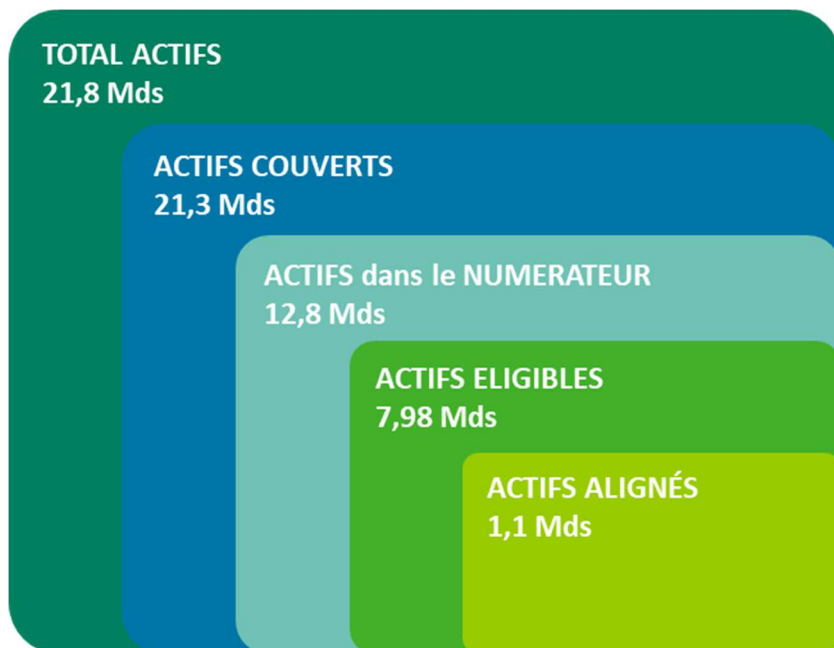 TOTAL ACTIFS
21,8 Mds
ACTIFS COUVERTS
21,3 Mds
ACTIFS dans le NUMERATEUR
12,8 Mds
ACTIFS ELIGIBLES
7,98 Mds
ACTIFS ALIGNÉS
1,1 Mds